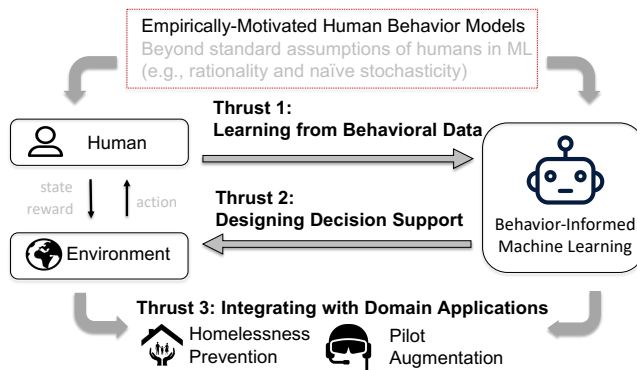 Empirically-Motivated Human Behavior Models
Beyond standard assumptions of humans in ML
(e.g., rationality and naïve stochasticity)
Thrust 1:
Learning from Behavioral Data
Human
state
reward
action
Thrust 2:
Designing Decision Support
Environment
Behavior-Informed
Machine Learning
Thrust 3: Integrating with Domain Applications
Homelessness
Prevention
Pilot
Augmentation